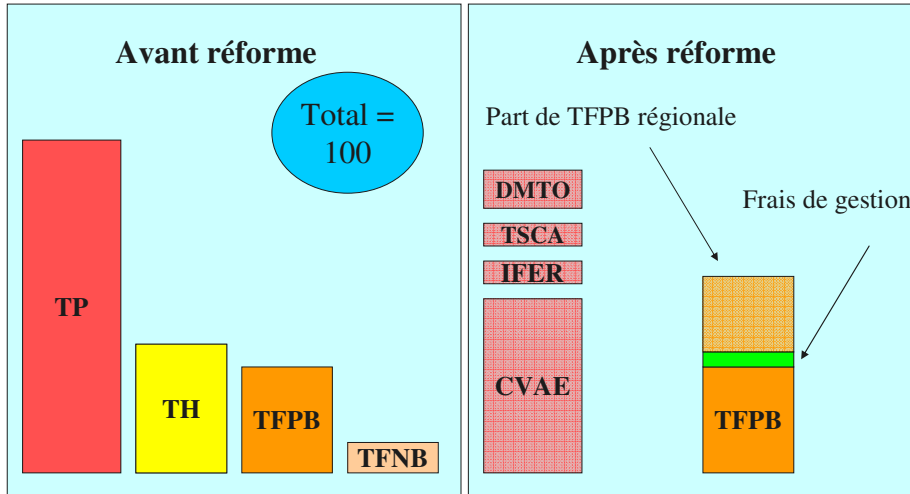 Avant réforme
Total =
100
TP
TH
TFPB
TFNB
Après réforme
Part de TFPB régionale
Frais de gestion
DMTO
TSCA
IFER
CVAE
TFPB